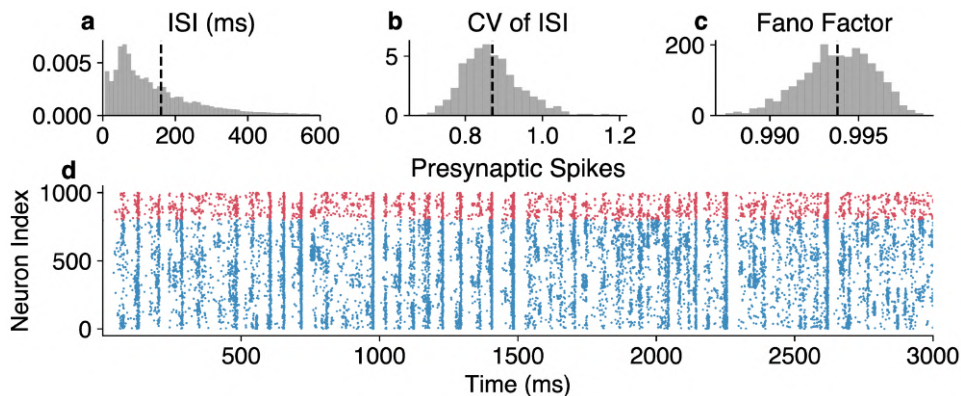 a ISI (ms)
0.005
0.000
0 200 400 600
b CV of ISI
5
0
0.8 1.0 1.2
c Fano Factor
200
0
0.990 0.995
d Presynaptic Spikes
Neuron Index
1000
500
0
500 1000 1500 2000 2500 3000
Time (ms)